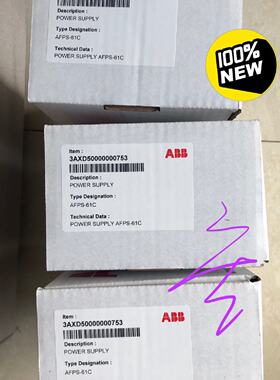 Description :
POWER SUPPLY
Type Designation :
AFPS-61C
Technical Data :
POWER SUPPLY AFPS-61C
100%
NEW
Item :
3AXD50000000753
ABB
Description :
POWER SUPPLY
Type Designation :
AFPS-61C
Technical Data :
POWER SUPPLY AFPS-61C
Item :
3AXD50000000753
ABB
Description :
POWER SUPPLY
Type Designation :
AFPS-61C